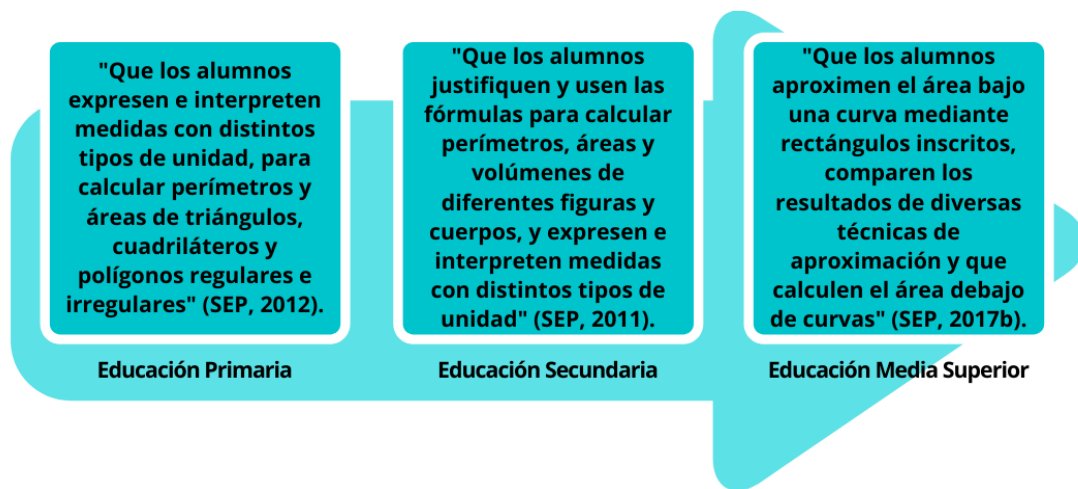 "Que los alumnos
expresen e interpreten
medidas con distintos
tipos de unidad, para
calcular perímetros y
áreas de triángulos,
cuadriláteros y
polígonos regulares e
irregulares" (SEP, 2012).
Educación Primaria
"Que los alumnos
justifiquen y usen las
fórmulas para calcular
perímetros, áreas y
volúmenes de
diferentes figuras y
cuerpos, y expresen e
interpreten medidas
con distintos tipos de
unidad" (SEP, 2011).
Educación Secundaria
"Que los alumnos
aproximen el área bajo
una curva mediante
rectángulos inscritos,
comparen los
resultados de diversas
técnicas de
aproximación y que
calculen el área debajo
de curvas" (SEP, 2017b).
Educación Media Superior